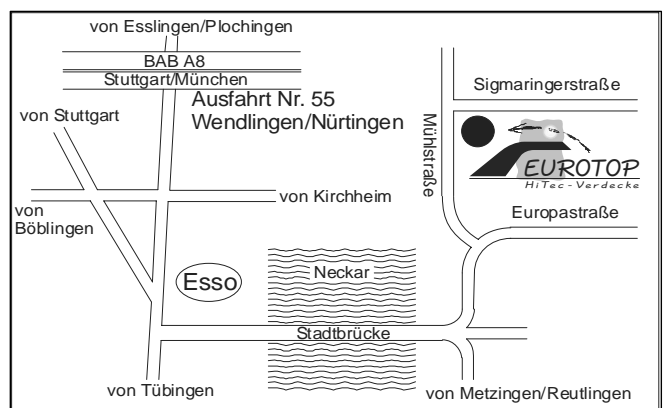 von Esslingen/Plochingen
BAB A8
Stuttgart/München
Ausfahrt Nr. 55
Wendlingen/Nürtingen
von Stuttgart
Sigmaringerstraße
Mühlstraße
EUROTOP
HiTec-Verdecke
von Kirchheim
von
Böblingen
Europastraße
Neckar
Esso
Stadtbrücke
von Tübingen
von Metzingen/Reutlingen